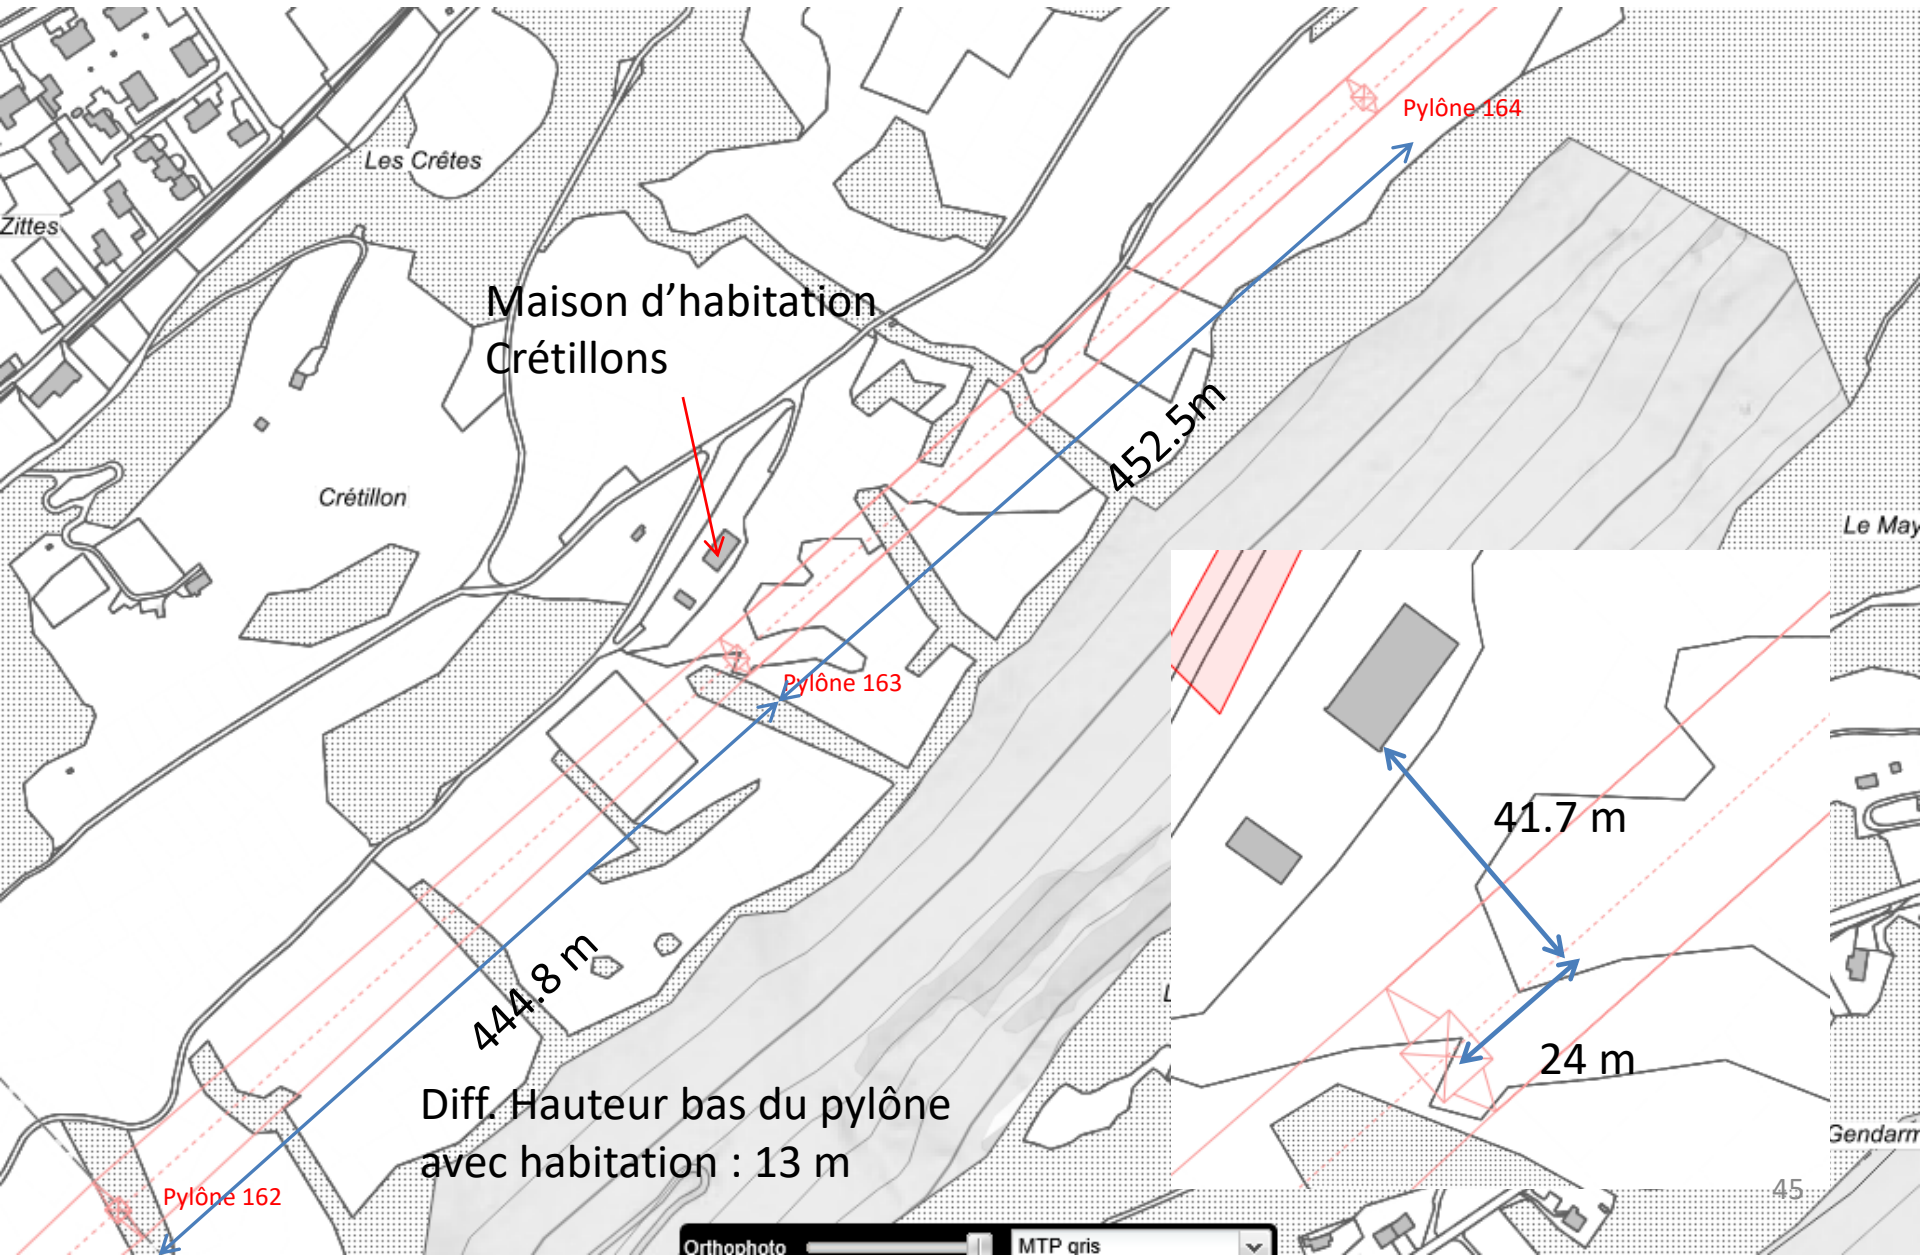 Pylône 164
Les Crêtes
Zittes
Maison d’habitation
Crétillons
452.5m
Crétillon
Le May
Pylône 163
41.7 m
444.8 m
24 m
Diff. Hauteur bas du pylône
avec habitation : 13 m
Gendarm
Pylône 162
45
Orthophoto
MTP gris